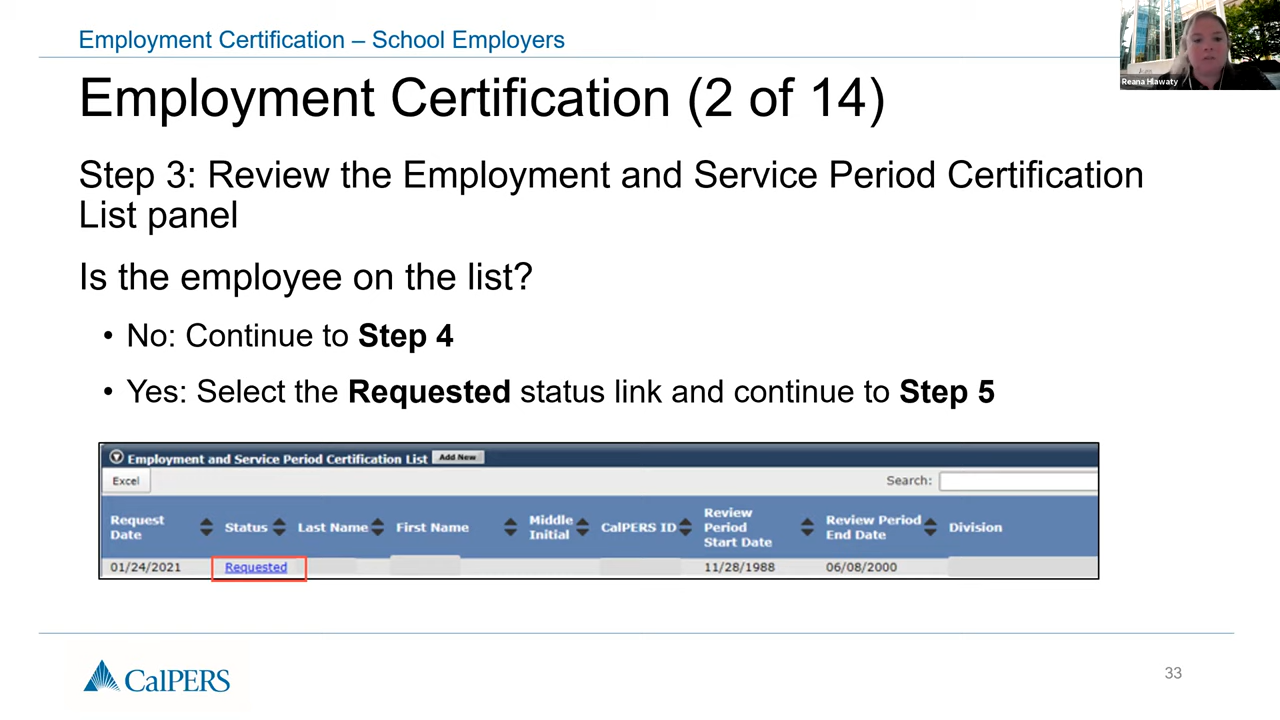 Employment Certification – School Employers
Reana Hlawaty
Employment Certification (2 of 14)
Step 3: Review the Employment and Service Period Certification
List panel
Is the employee on the list?
• No: Continue to Step 4
• Yes: Select the Requested status link and continue to Step 5
Employment and Service Period Certification List Add New
Excel Search:
Request Date Status Last Name First Name Middle Initial CalPERS ID Review Period Start Date Review Period End Date Division
01/24/2021 Requested 11/28/1988 06/08/2000
CalPERS
33